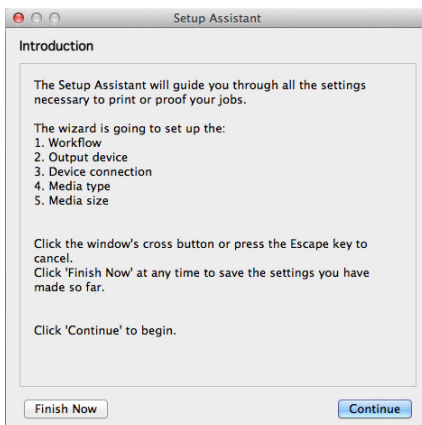 Setup Assistant
Introduction
The Setup Assistant will guide you through all the settings
necessary to print or proof your jobs.
The wizard is going to set up the:
1. Workflow
2. Output device
3. Device connection
4. Media type
5. Media size
Click the window's cross button or press the Escape key to
cancel.
Click 'Finish Now' at any time to save the settings you have
made so far.
Click 'Continue' to begin.
Finish Now
Continue